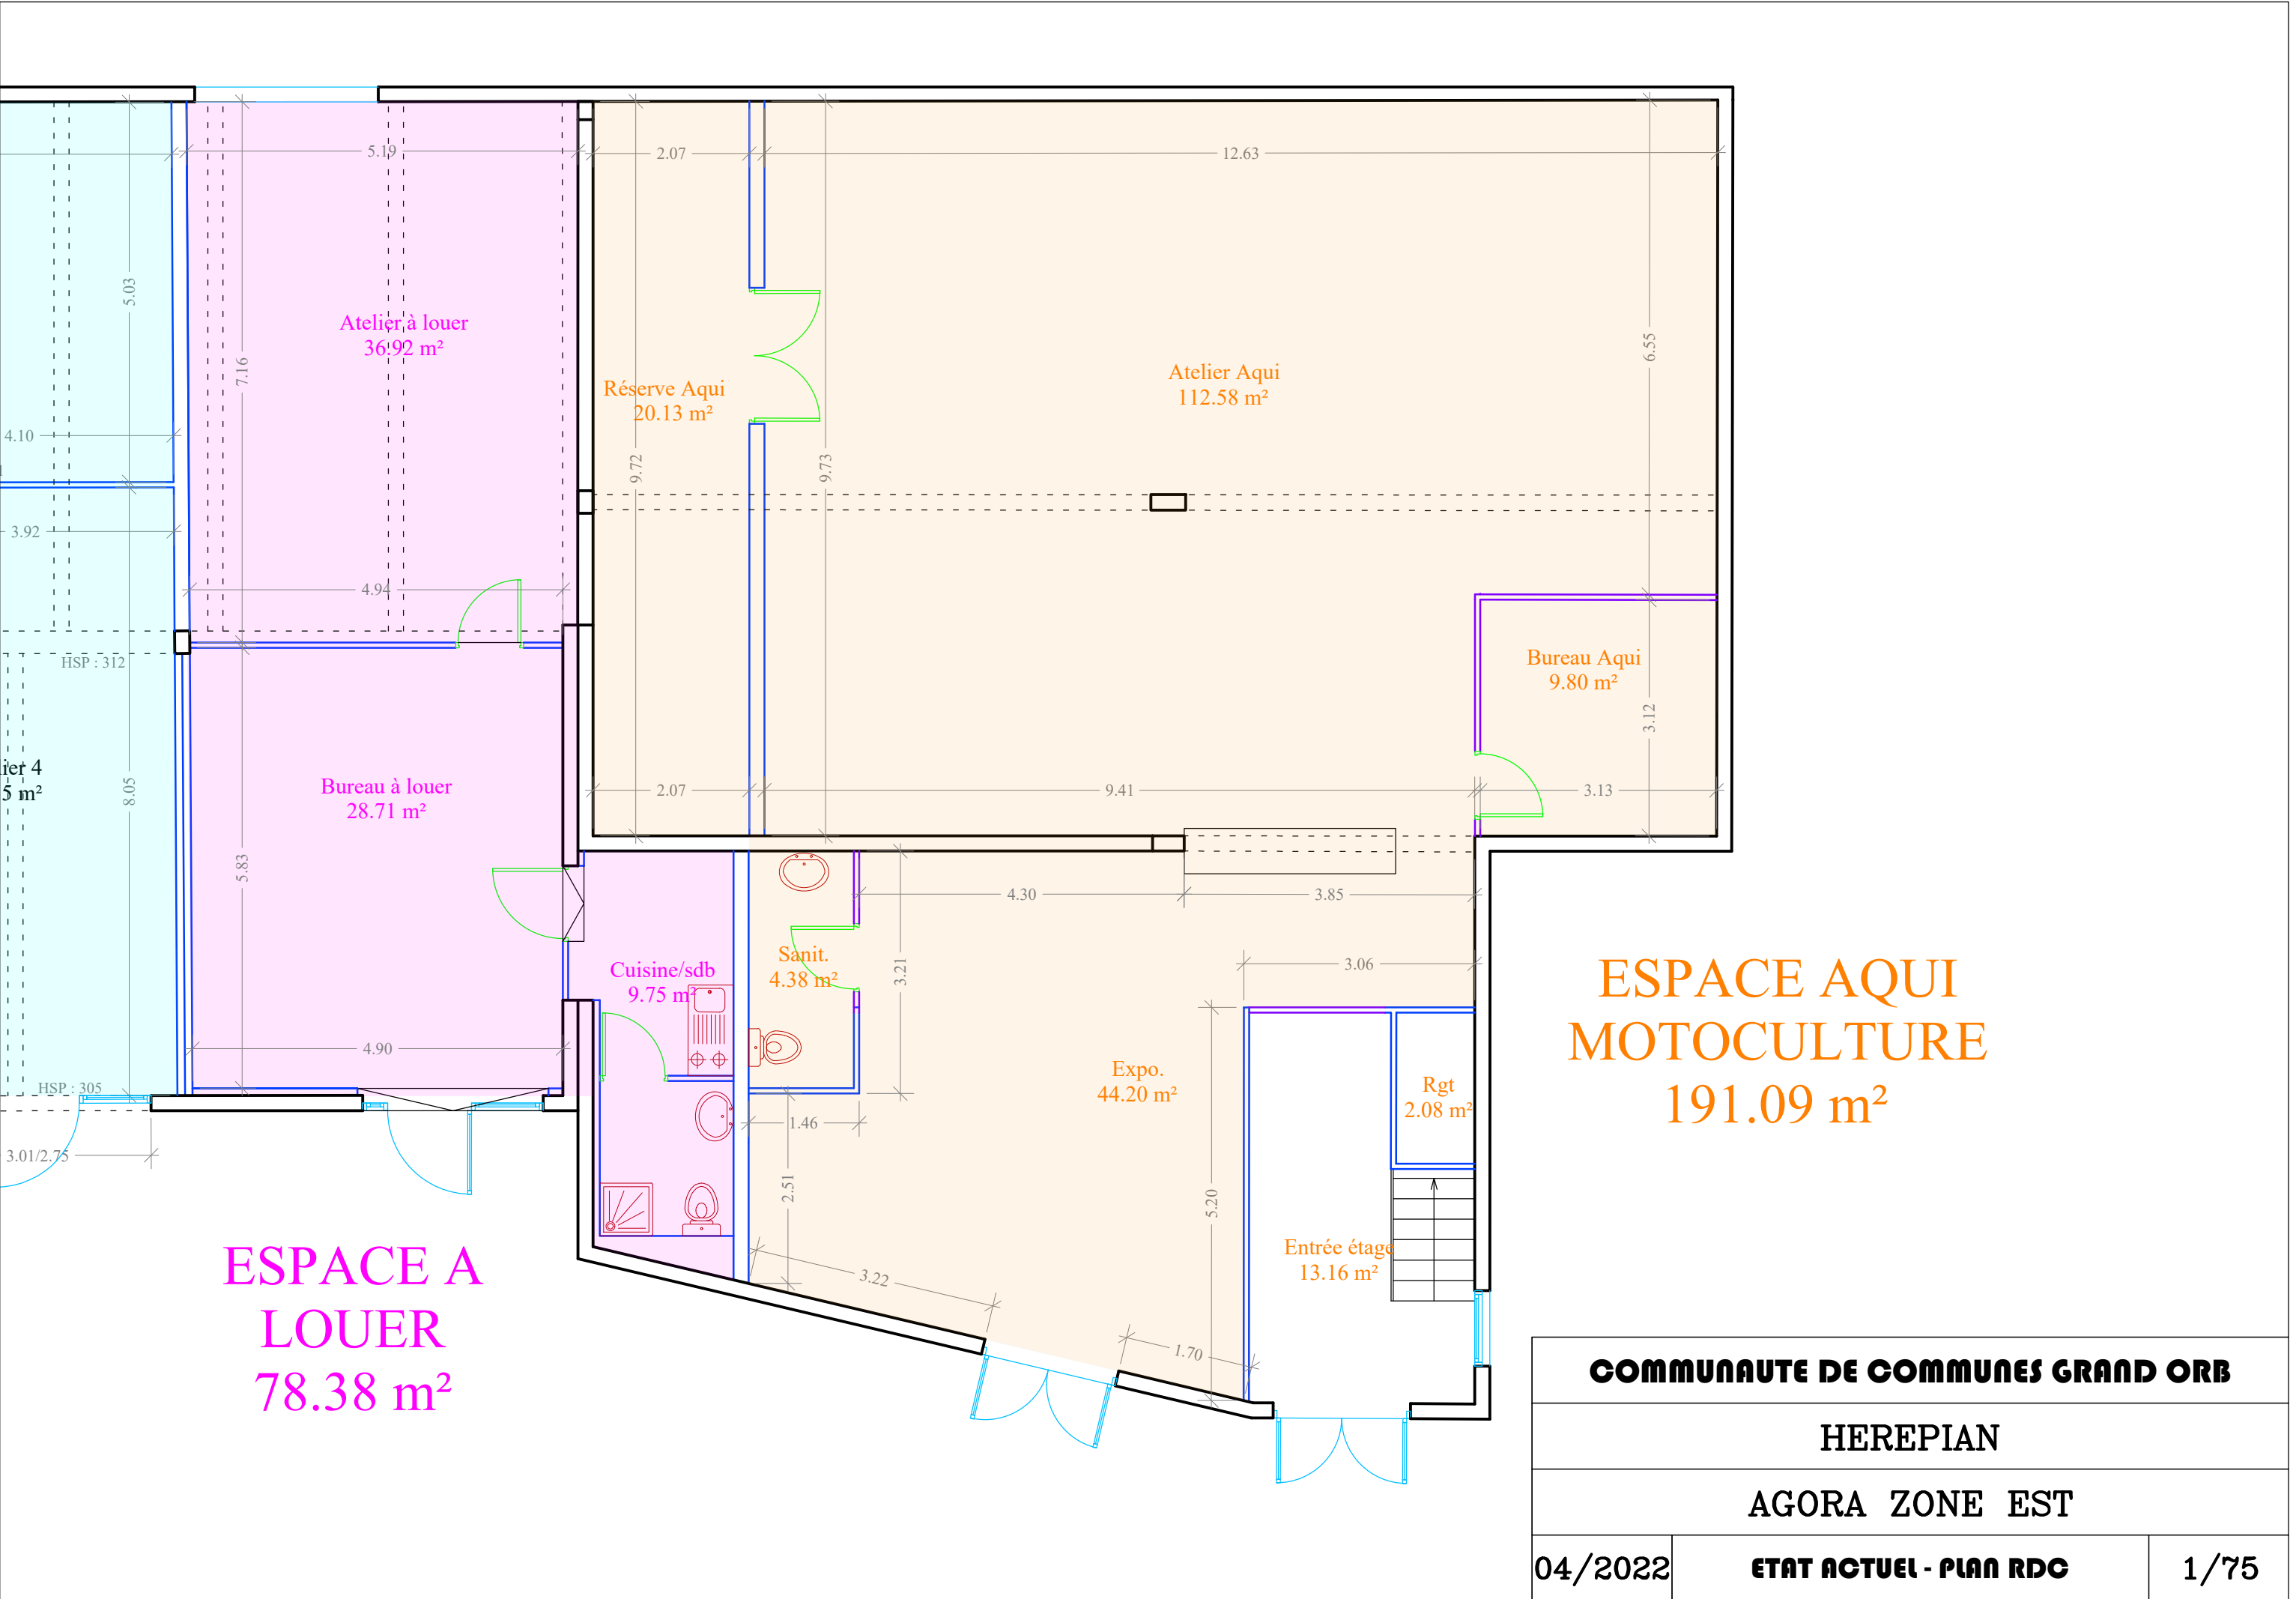 5.19
2.07
12.63
5.03
7.16
Atelier à louer
36.92 m²
6.55
Réserve Aqui
20.13 m²
Atelier Aqui
112.58 m²
4.10
9.72
9.73
3.92
4.94
HSP : 312
Bureau Aqui
9.80 m²
3.12
ier 4
5 m²
8.05
Bureau à louer
28.71 m²
2.07
9.41
3.13
5.83
4.30
3.85
Sanit.
4.38 m²
3.21
3.06
Cuisine/sdb
9.75 m²
ESPACE AQUI
MOTOCULTURE
191.09 m²
4.90
Expo.
44.20 m²
HSP : 305
Rgt
2.08 m²
1.46
3.01/2.75
2.51
5.20
Entrée étage
13.16 m²
3.22
1.70
ESPACE A
LOUER
78.38 m²
COMMUNAUTE DE COMMUNES GRAND ORB
HEREPIAN
AGORA ZONE EST
04/2022
ETAT ACTUEL - PLAN RDC
1/75